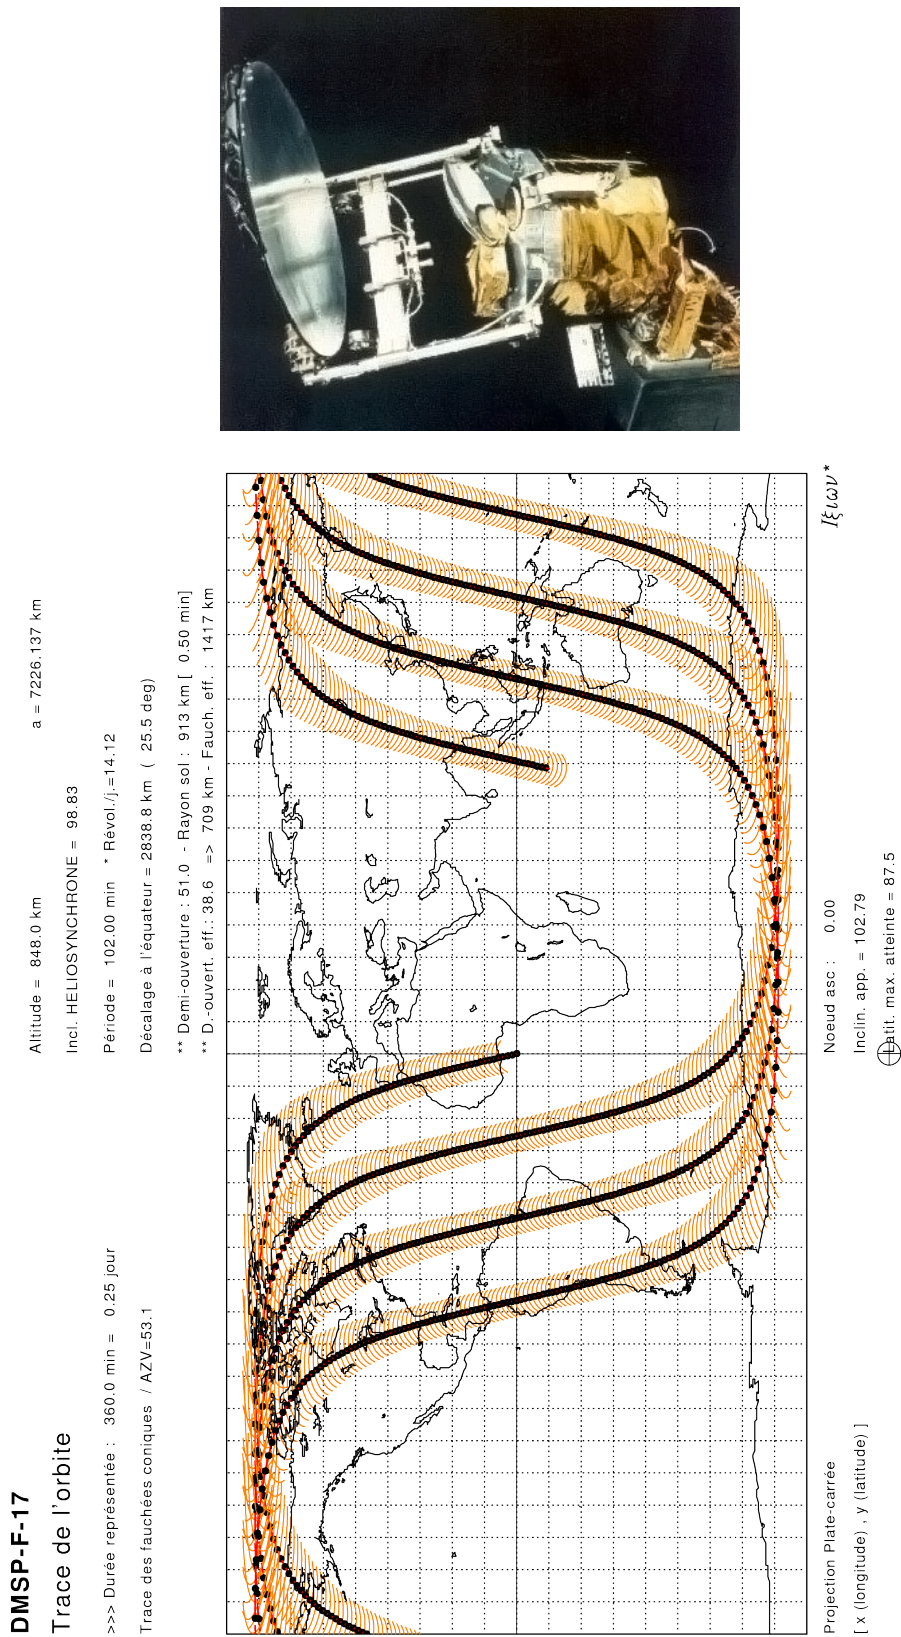 DMSP-F-17
Trace de l'orbite
>>> Durée représentée : 360.0 min = 0.25 jour
Trace des fauchées coniques / AZV=53.1
Altitude = 848.0 km a = 7226.137 km
Incl. HELIOSYNCHRONE = 98.83
Période = 102.00 min * Révol./j.=14.12
Décalage à l'équateur = 2838.8 km ( 25.5 deg)
** Demi-ouverture : 51.0 - Rayon sol : 913 km [ 0.50 min]
** D.-ouvert. eff.: 38.6 => 709 km - Fauch. eff. : 1417 km
Projection Plate-carrée
[ x (longitude) , y (latitude) ]
Noeud asc : 0.00
Inclin. app. = 102.79
Latit. max. atteinte = 87.5
Ιξιων*